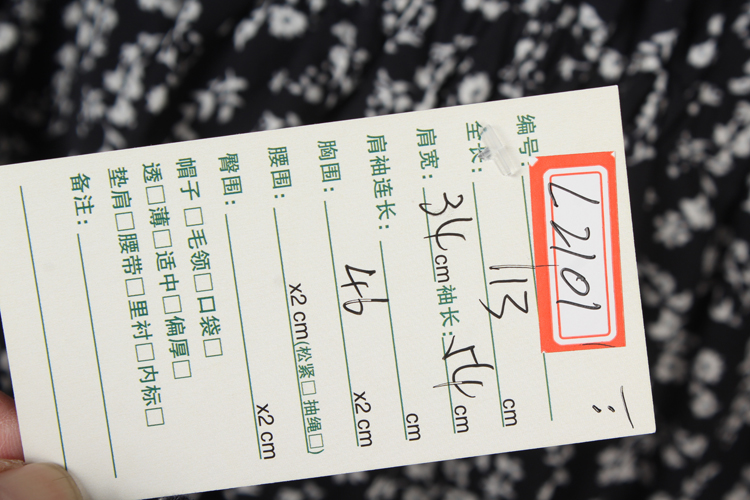 编号: L2101
全长: 113 cm
肩宽: 34 cm 袖长: 54 cm
肩袖连长: cm
胸围: 46 x2 cm
腰围: x2 cm (松紧□ 抽绳□)
臀围: x2 cm
帽子□ 毛领□ 口袋□
透□ 薄□ 适中□ 偏厚□
垫肩□ 腰带□ 里衬□ 内标□
备注: